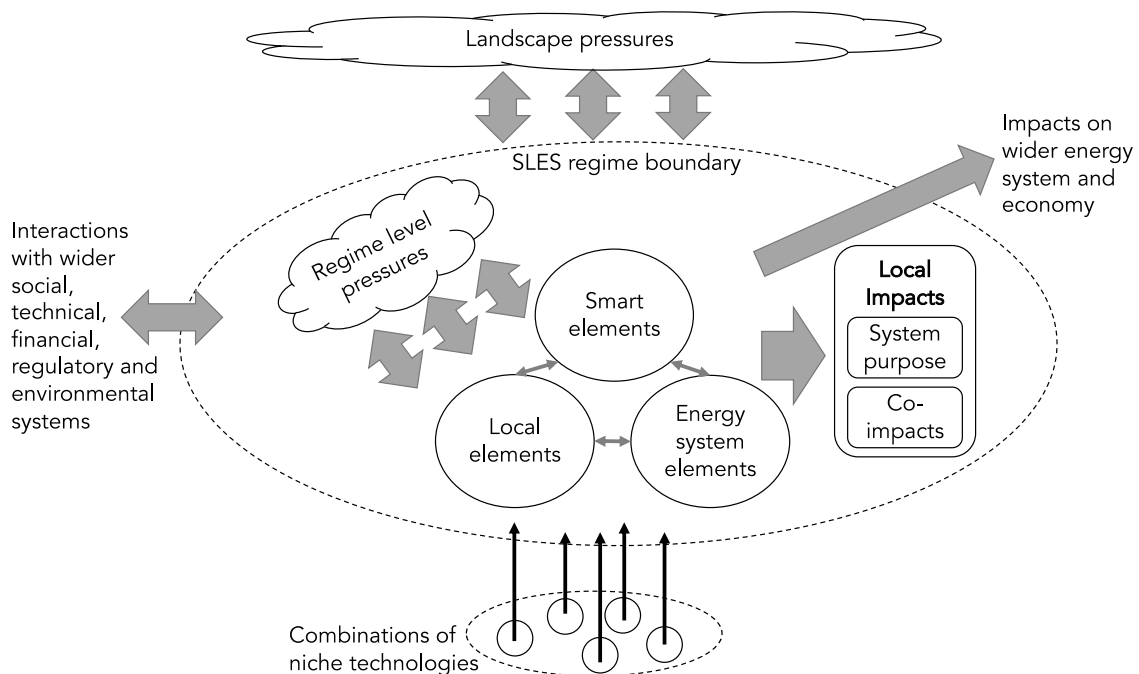 Landscape pressures
SLES regime boundary
Impacts on
wider energy
system and
economy
Interactions
with wider
social,
technical,
financial,
regulatory and
environmental
systems
Regime level
pressures
Smart
elements
Local
elements
Energy
system
elements
Local
Impacts
System
purpose
Co-
impacts
Combinations of
niche technologies